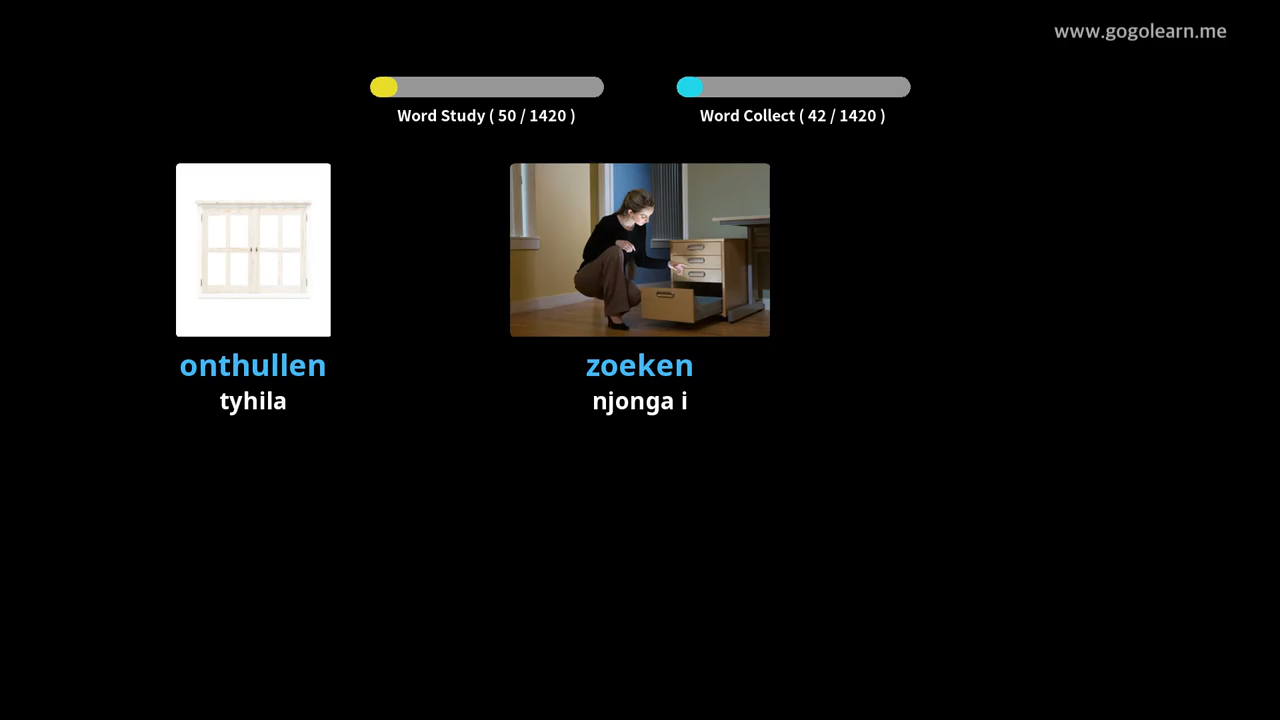 www.gogolearn.me
Word Study ( 50 / 1420 )
Word Collect ( 42 / 1420 )
onthullen
tyhila
zoeken
njonga i